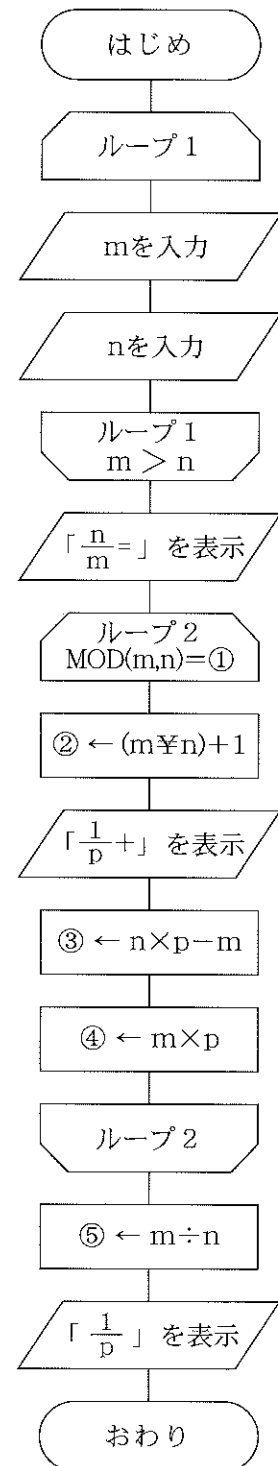 はじめ
ループ1
mを入力
nを入力
ループ1
m > n
「n/m=」を表示
ループ2
MOD(m,n)=①
② ← (m¥n)+1
「1/p+」を表示
③ ← n×p−m
④ ← m×p
ループ2
⑤ ← m÷n
「1/p」を表示
おわり